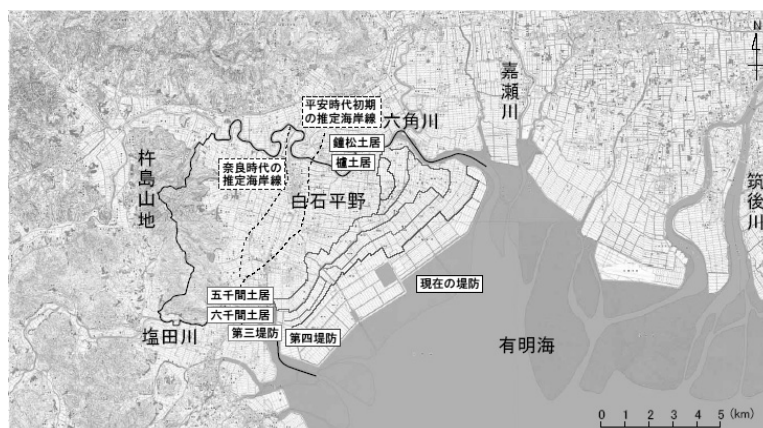 N
平安時代初期
の推定海岸線
六角川
嘉瀬川
鐘松土居
籠土居
杵島山地
奈良時代の
推定海岸線
白石平野
筑後川
五千間土居
現在の堤防
六千間土居
第三堤防
第四堤防
塩田川
有明海
0 1 2 3 4 5 (km)